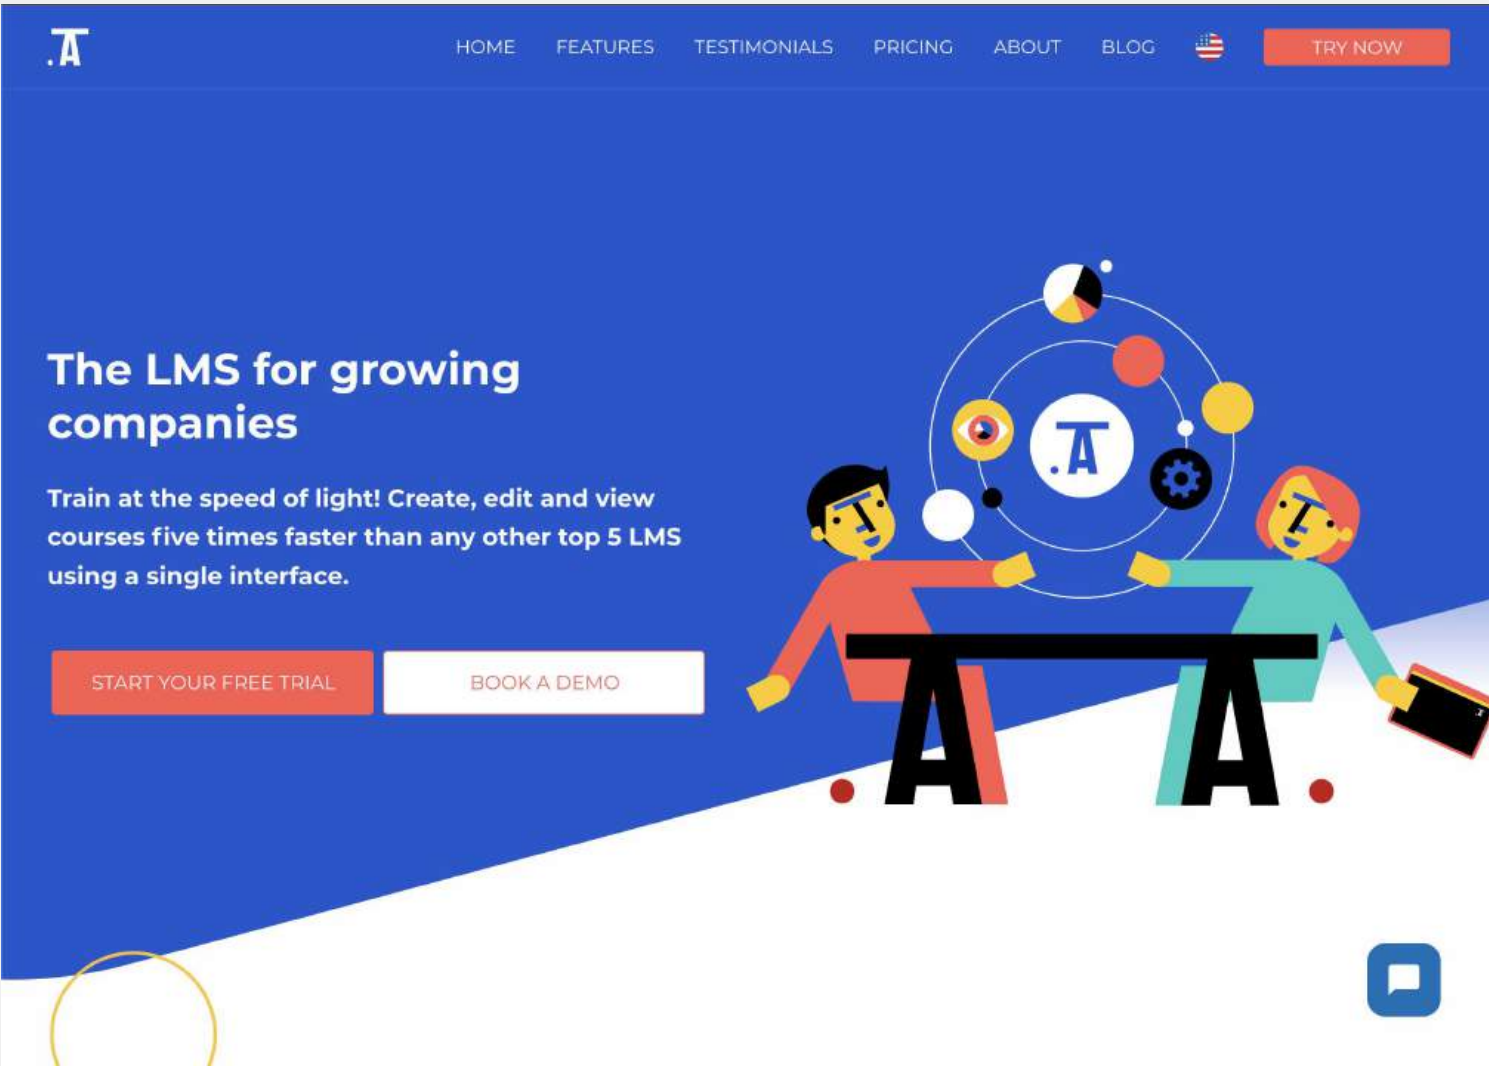 .A
HOME FEATURES TESTIMONIALS PRICING ABOUT BLOG TRY NOW
The LMS for growing
companies
Train at the speed of light! Create, edit and view
courses five times faster than any other top 5 LMS
using a single interface.
START YOUR FREE TRIAL BOOK A DEMO
.A